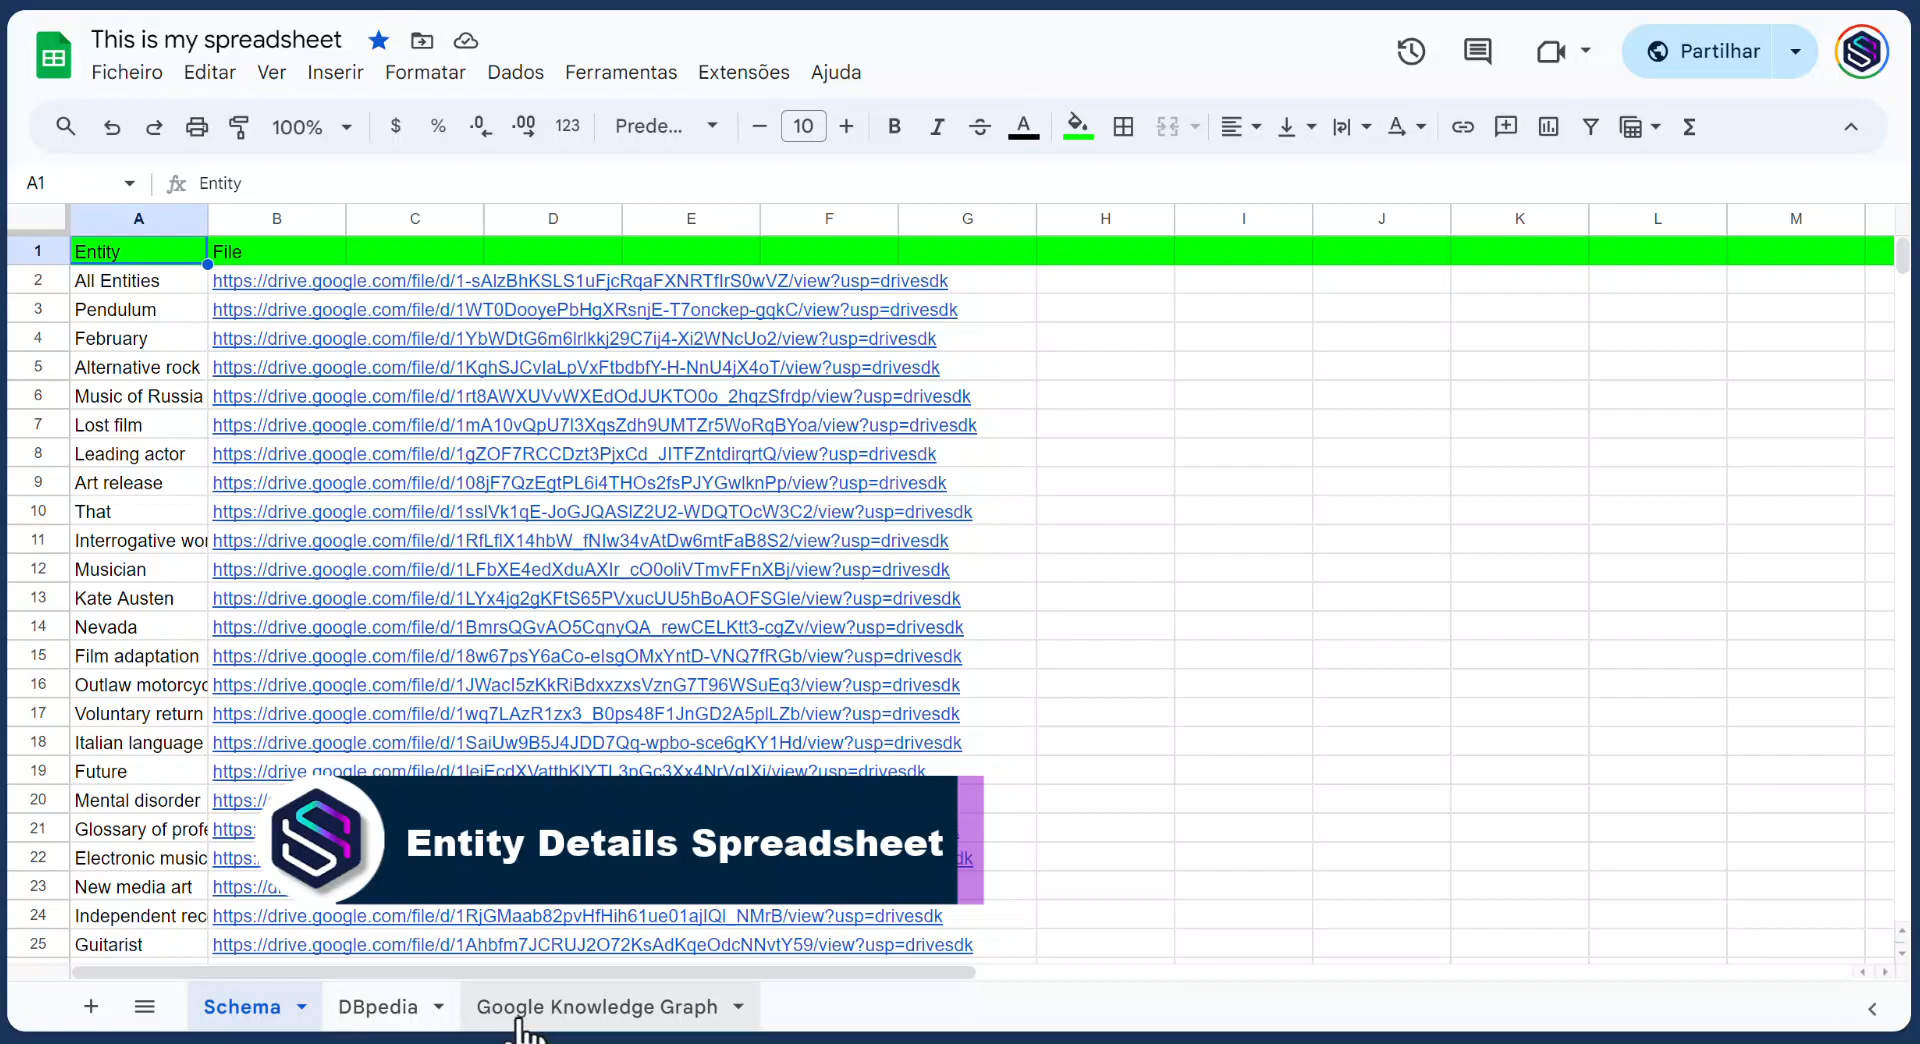 This is my spreadsheet
Ficheiro Editar Ver Inserir Formatar Dados Ferramentas Extensões Ajuda
Partilhar
100% $ % .0 .00 123 Prede... 10 B I A
A1 fx Entity
A B C D E F G H I J K L M
1 Entity File
2 All Entities https://drive.google.com/file/d/1-sAlzBhKSLS1uFjcRqaFXNRTflrS0wVZ/view?usp=drivesdk
3 Pendulum https://drive.google.com/file/d/1WT0DooyePbHgXRsnjE-T7onckep-gqkC/view?usp=drivesdk
4 February https://drive.google.com/file/d/1YbWDtG6m6lrlkkj29C7ij4-Xi2WNcUo2/view?usp=drivesdk
5 Alternative rock https://drive.google.com/file/d/1KghSJCvIaLpVxFtbdbfY-H-NnU4jX4oT/view?usp=drivesdk
6 Music of Russia https://drive.google.com/file/d/1rt8AWXUVvWXEdOdJUKTO0o_2hqzSfrdp/view?usp=drivesdk
7 Lost film https://drive.google.com/file/d/1mA10vQpU7l3XqsZdh9UMTZr5WoRqBYoa/view?usp=drivesdk
8 Leading actor https://drive.google.com/file/d/1gZOF7RCCDzt3PjxCd_JITFZntdirqrtQ/view?usp=drivesdk
9 Art release https://drive.google.com/file/d/108jF7QzEgtPL6i4THOs2fsPJYGwlknPp/view?usp=drivesdk
10 That https://drive.google.com/file/d/1sslVk1qE-JoGJQASlZ2U2-WDQTOcW3C2/view?usp=drivesdk
11 Interrogative wor https://drive.google.com/file/d/1RfLflX14hbW_fNIw34vAtDw6mtFaB8S2/view?usp=drivesdk
12 Musician https://drive.google.com/file/d/1LFbXE4edXduAXIr_cO0oliVTmvFFnXBj/view?usp=drivesdk
13 Kate Austen https://drive.google.com/file/d/1LYx4jg2gKFtS65PVxucUU5hBoAOFSGle/view?usp=drivesdk
14 Nevada https://drive.google.com/file/d/1BmrsQGvAO5CqnyQA_rewCELKtt3-cgZv/view?usp=drivesdk
15 Film adaptation https://drive.google.com/file/d/18w67psY6aCo-elsgOMxYntD-VNQ7fRGb/view?usp=drivesdk
16 Outlaw motorcyc https://drive.google.com/file/d/1JWacI5zKkRiBdxxzxsVznG7T96WSuEq3/view?usp=drivesdk
17 Voluntary return https://drive.google.com/file/d/1wq7LAzR1zx3_B0ps48F1JnGD2A5plLZb/view?usp=drivesdk
18 Italian language https://drive.google.com/file/d/1SaiUw9B5J4JDD7Qq-wpbo-sce6gKY1Hd/view?usp=drivesdk
19 Future
20 Mental disorder https:/
21 Glossary of profe https:
22 Electronic music https:/ dk
23 New media art https://d
24 Independent rec https://drive.google.com/file/d/1RjGMaab82pvHfHih61ue01ajIQl_NMrB/view?usp=drivesdk
25 Guitarist https://drive.google.com/file/d/1Ahbfm7JCRUJ2O72KsAdKqeOdcNNvtY59/view?usp=drivesdk
Entity Details Spreadsheet
Schema DBpedia Google Knowledge Graph